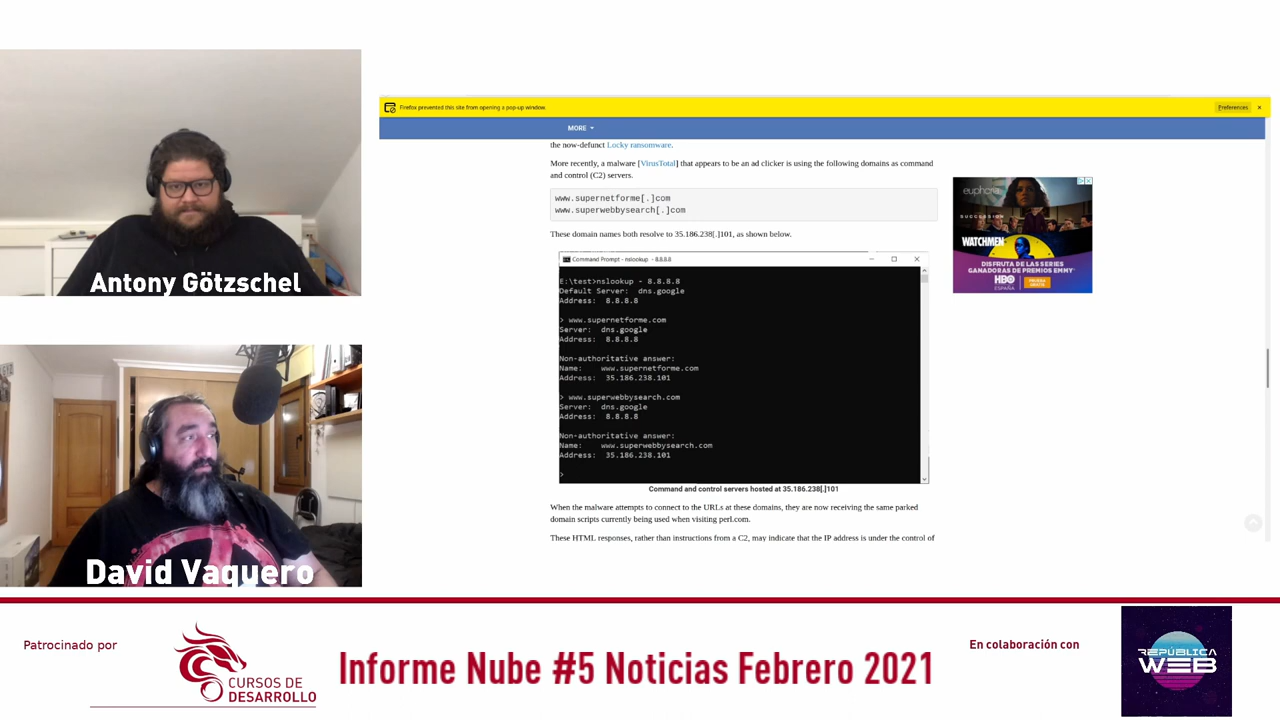 Antony Götzschel
David Vaquero
Firefox prevented this site from opening a pop-up window.
Preferences
MORE
the now-defunct Locky ransomware.
More recently, a malware [VirusTotal] that appears to be an ad clicker is using the following domains as command
and control (C2) servers.
www.supernetforme[.]com
www.superwebbysearch[.]com
These domain names both resolve to 35.186.238[.]101, as shown below.
Command Prompt - nslookup - 8.8.8.8
E:\test>nslookup - 8.8.8.8
Default Server: dns.google
Address: 8.8.8.8
> www.supernetforme.com
Server: dns.google
Address: 8.8.8.8
Non-authoritative answer:
Name: www.supernetforme.com
Address: 35.186.238.101
> www.superwebbysearch.com
Server: dns.google
Address: 8.8.8.8
Non-authoritative answer:
Name: www.superwebbysearch.com
Address: 35.186.238.101
>
Command and control servers hosted at 35.186.238[.]101
When the malware attempts to connect to the URLs at these domains, they are now receiving the same parked
domain scripts currently being used when visiting perl.com.
These HTML responses, rather than instructions from a C2, may indicate that the IP address is under the control of
euphoria
SUCCESSION
WATCHMEN
DISFRUTA DE LAS SERIES
GANADORAS DE PREMIOS EMMY
HBO
ESPAÑA
PRUEBA
GRATIS
Patrocinado por
CURSOS DE
DESARROLLO
Informe Nube #5 Noticias Febrero 2021
En colaboración con
REPÚBLICA
WEB